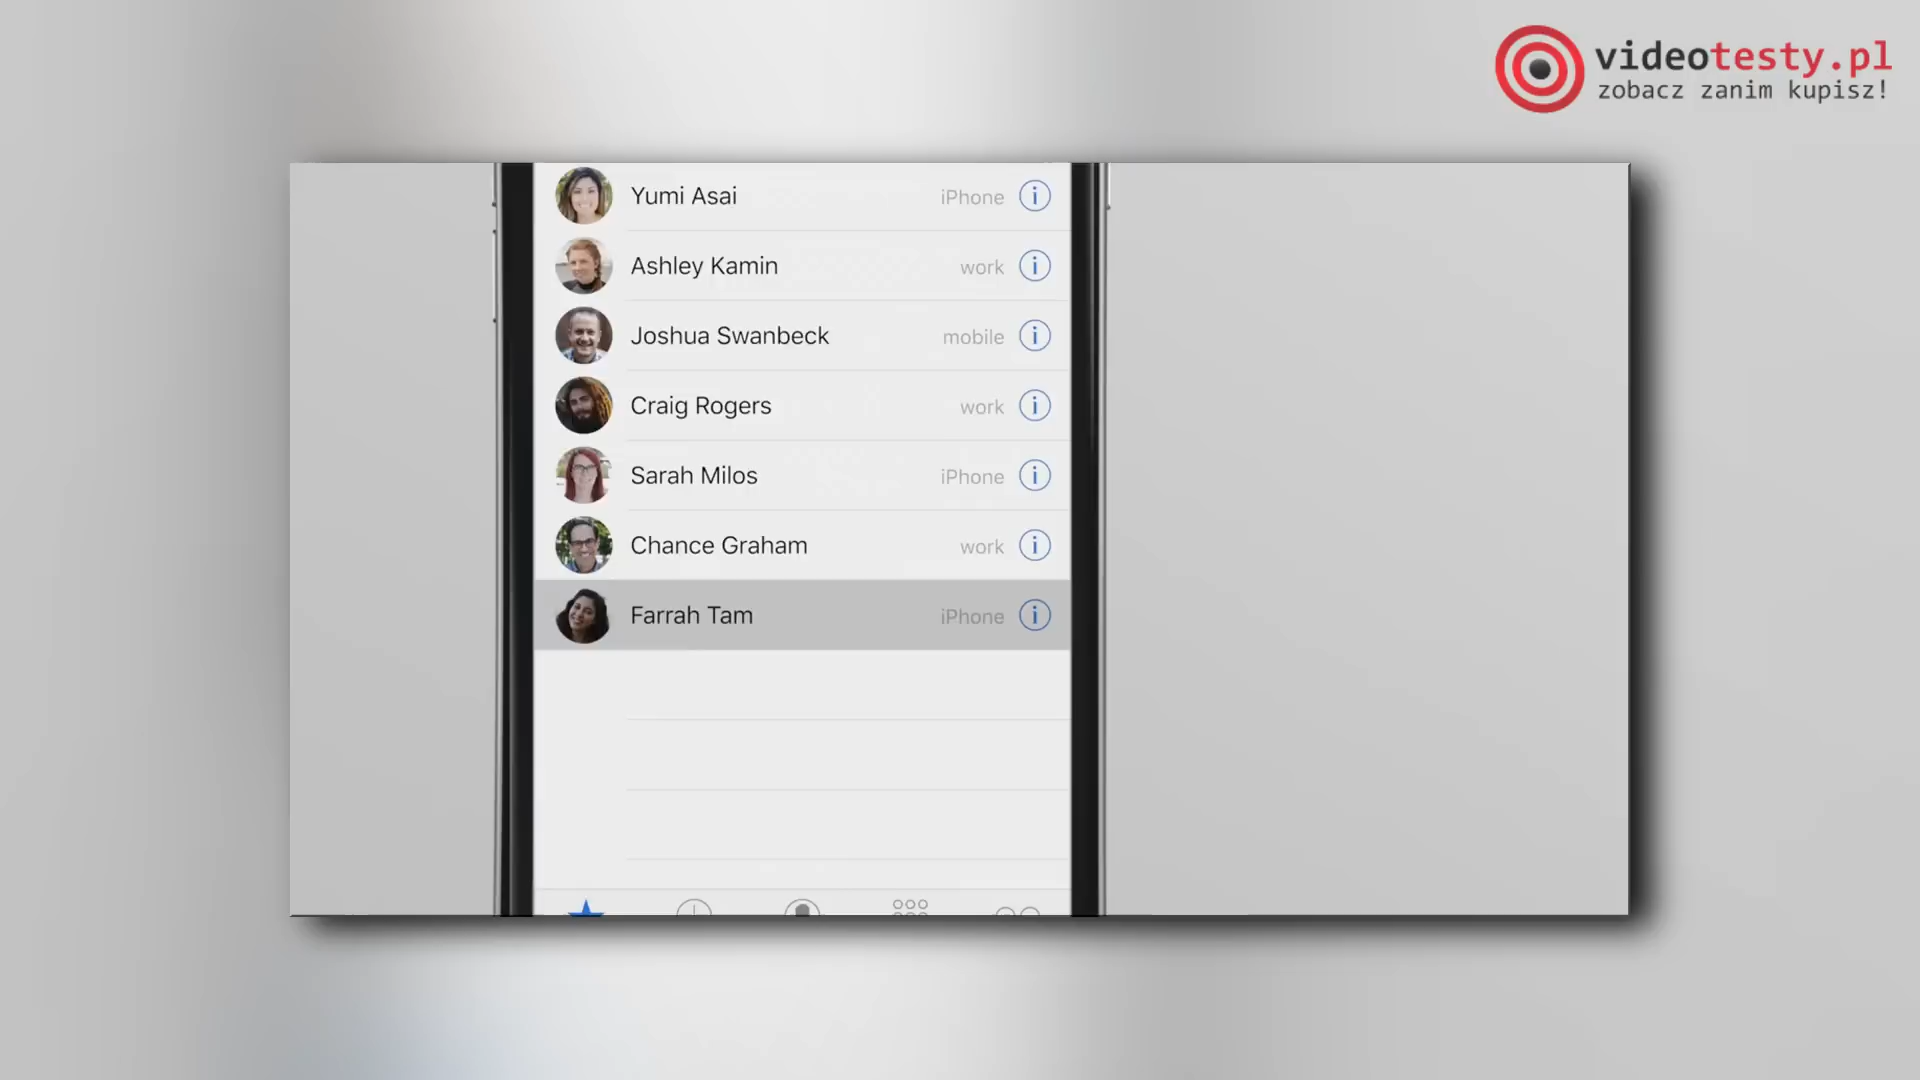 videotesty.pl
zobacz zanim kupisz!
Yumi Asai iPhone
Ashley Kamin work
Joshua Swanbeck mobile
Craig Rogers work
Sarah Milos iPhone
Chance Graham work
Farrah Tam iPhone